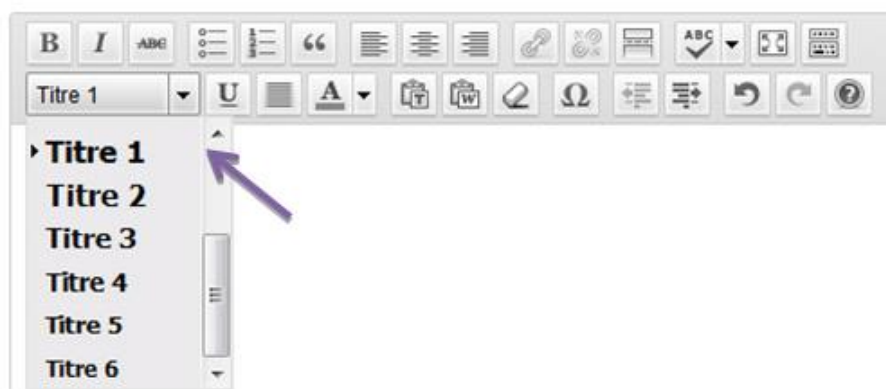 B I ABC ABC
Titre 1 U A T W Ω
Titre 1
Titre 2
Titre 3
Titre 4
Titre 5
Titre 6